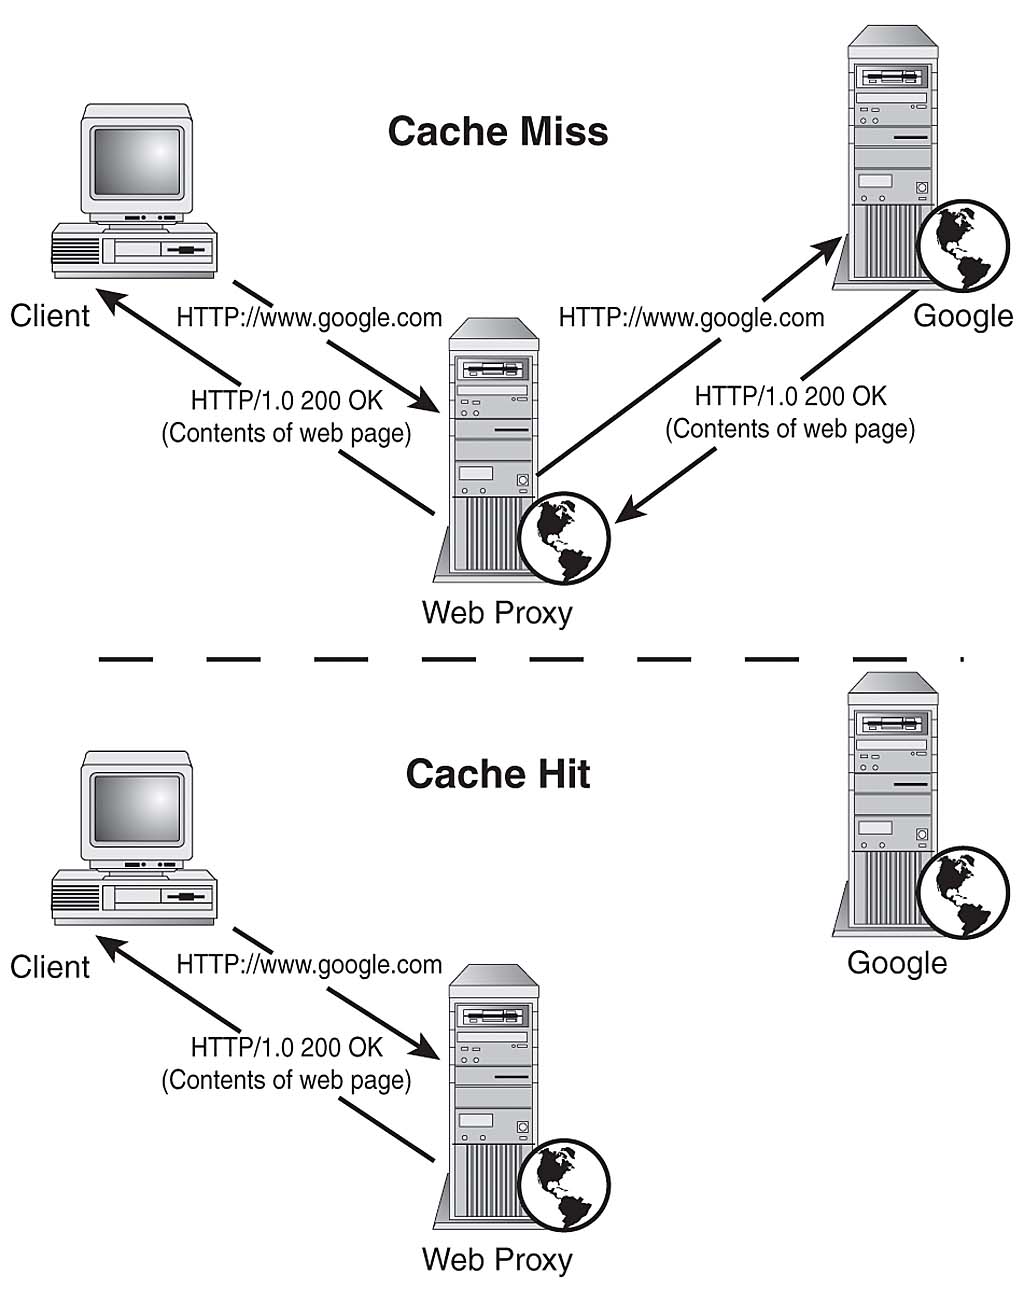 Cache Miss
Client
HTTP://www.google.com
HTTP://www.google.com
Google
HTTP/1.0 200 OK
(Contents of web page)
HTTP/1.0 200 OK
(Contents of web page)
Web Proxy
Cache Hit
Client
HTTP://www.google.com
Google
HTTP/1.0 200 OK
(Contents of web page)
Web Proxy